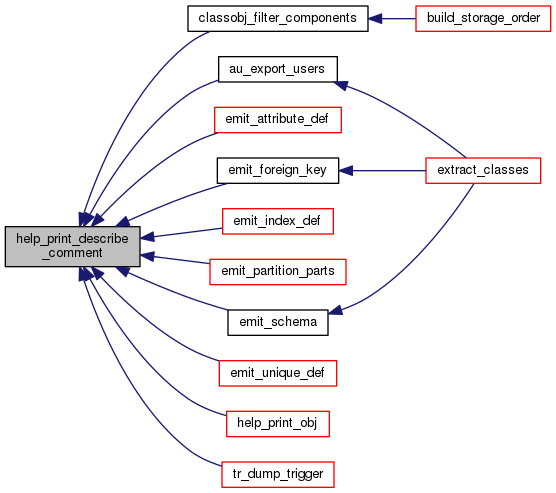 classobj_filter_components
build_storage_order
au_export_users
emit_attribute_def
emit_foreign_key
extract_classes
help_print_describe
_comment
emit_index_def
emit_partition_parts
emit_schema
emit_unique_def
help_print_obj
tr_dump_trigger